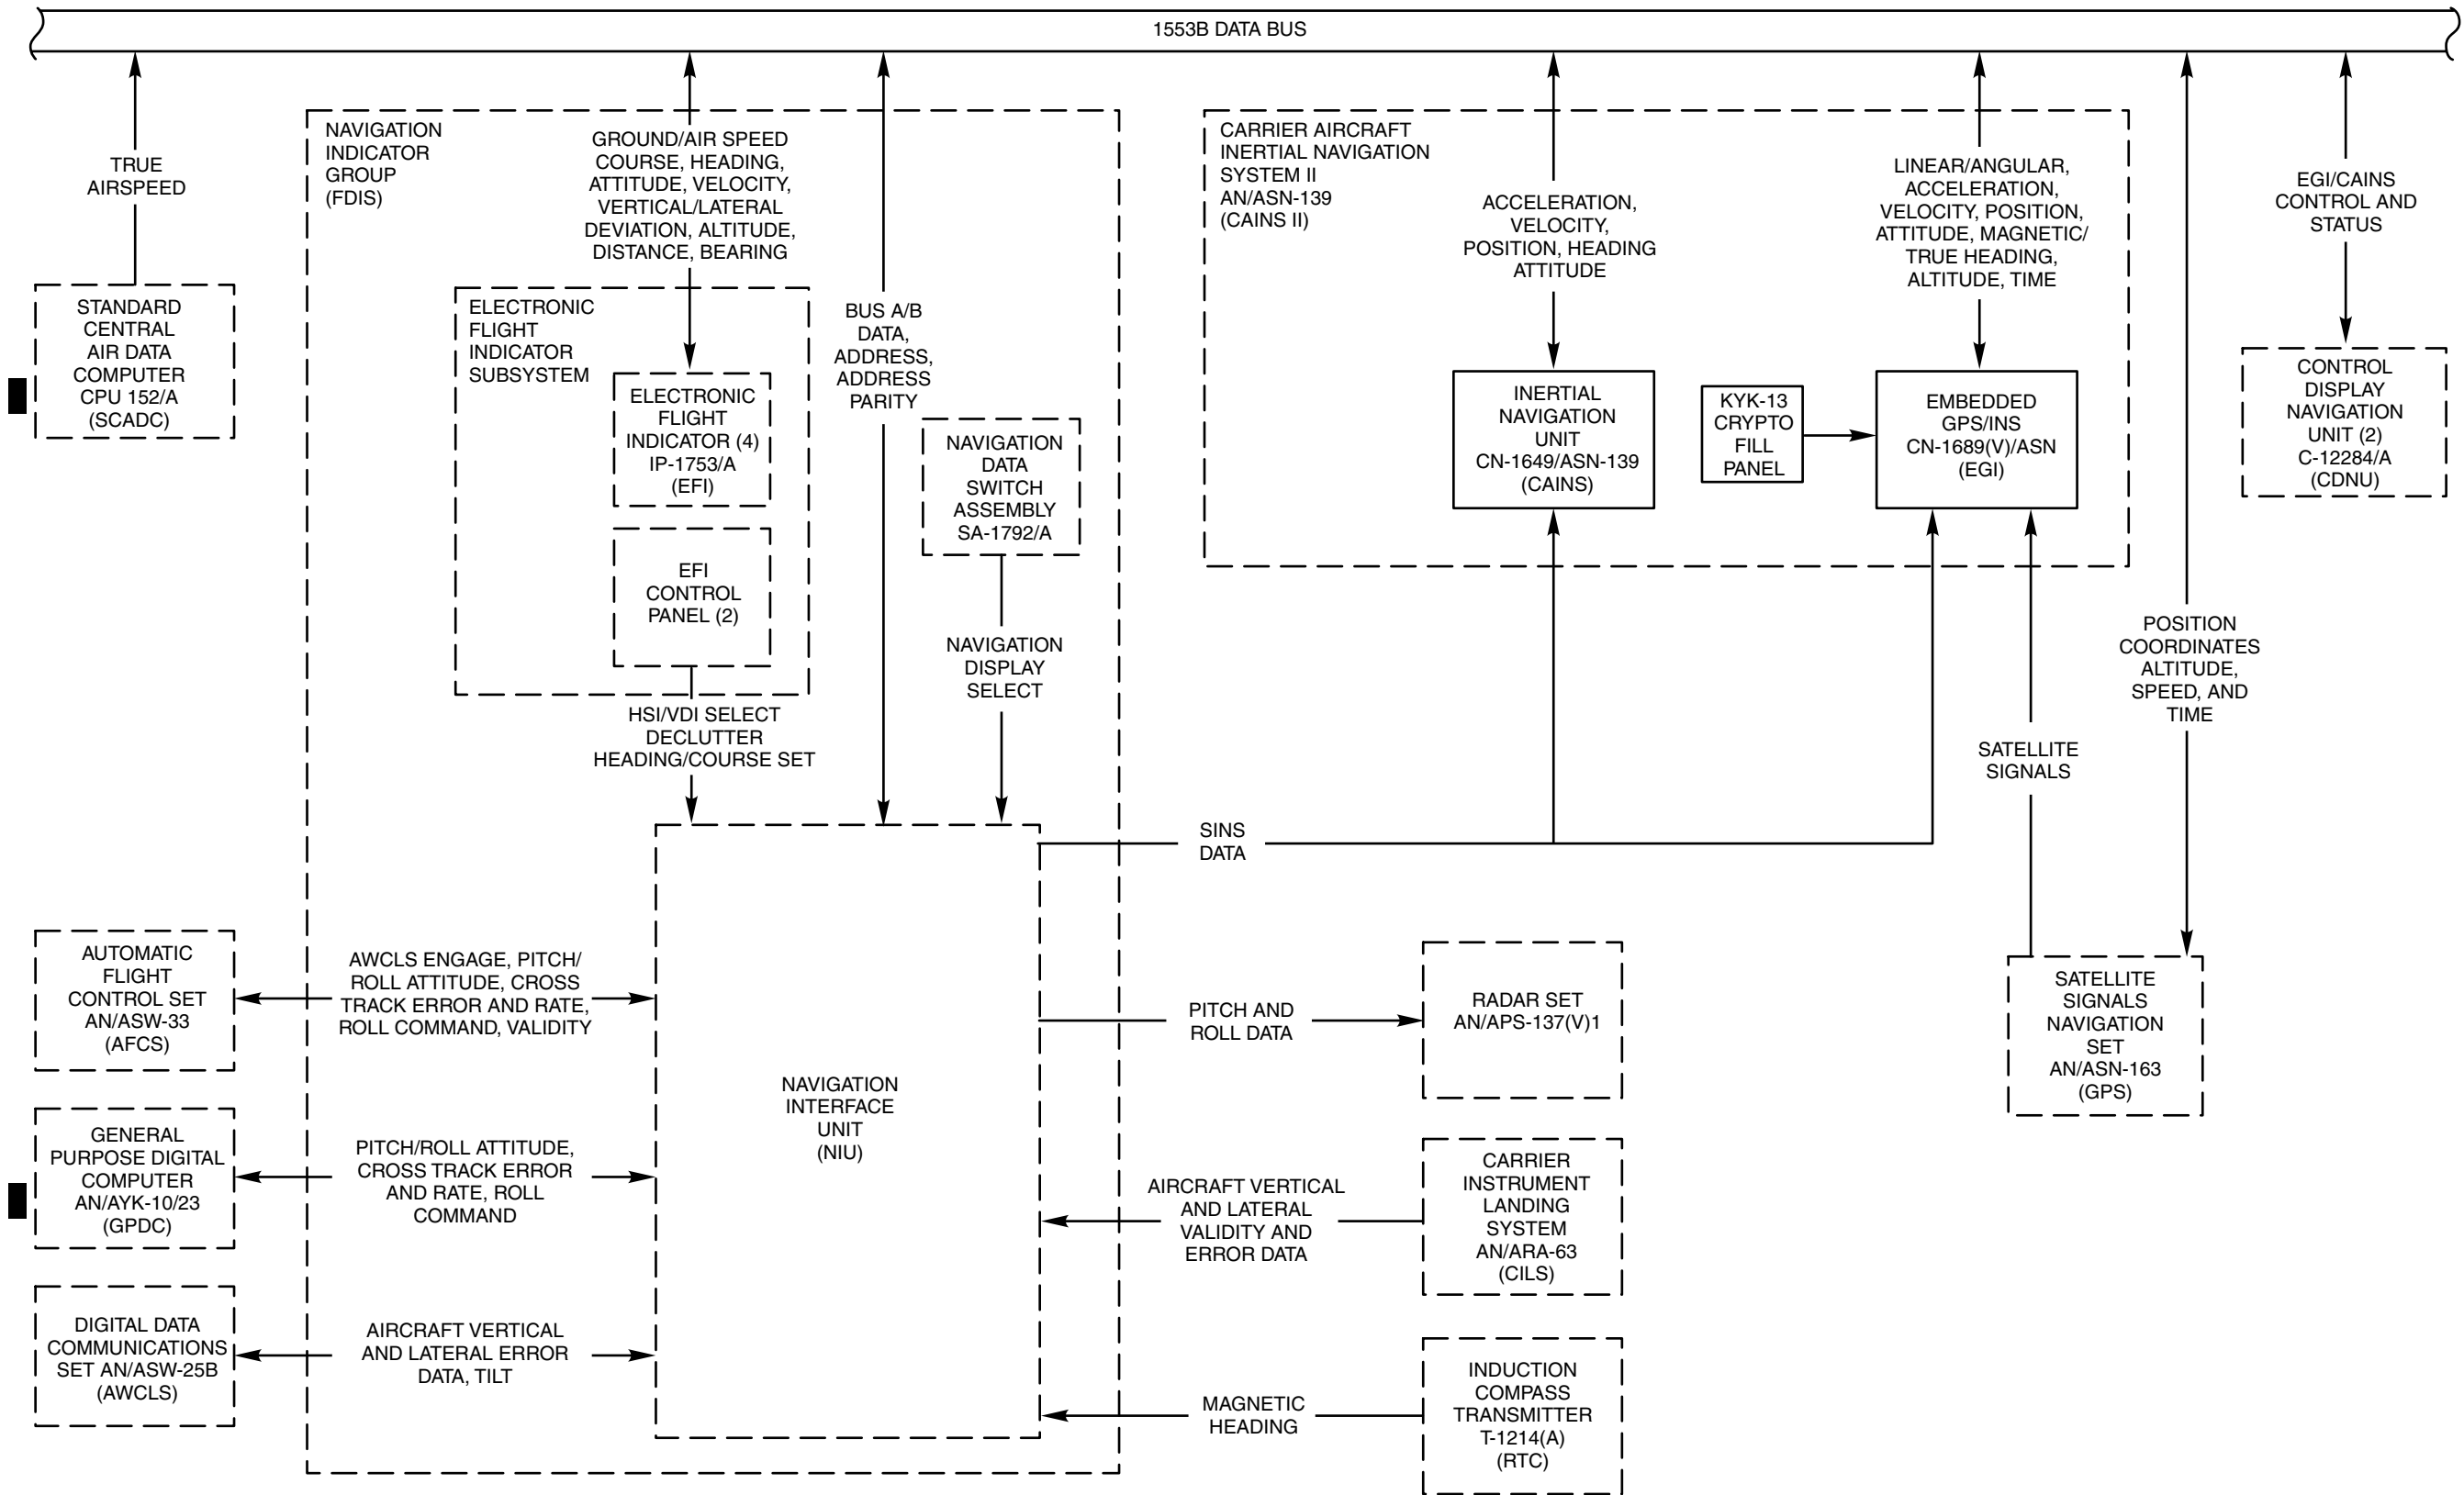 1553B DATA BUS
TRUE
AIRSPEED
STANDARD
CENTRAL
AIR DATA
COMPUTER
CPU 152/A
(SCADC)
NAVIGATION
INDICATOR
GROUP
(FDIS)
GROUND/AIR SPEED
COURSE, HEADING,
ATTITUDE, VELOCITY,
VERTICAL/LATERAL
DEVIATION, ALTITUDE,
DISTANCE, BEARING
ELECTRONIC
FLIGHT
INDICATOR
SUBSYSTEM
ELECTRONIC
FLIGHT
INDICATOR (4)
IP-1753/A
(EFI)
EFI
CONTROL
PANEL (2)
HSI/VDI SELECT
DECLUTTER
HEADING/COURSE SET
BUS A/B
DATA,
ADDRESS,
ADDRESS
PARITY
NAVIGATION
DATA
SWITCH
ASSEMBLY
SA-1792/A
NAVIGATION
DISPLAY
SELECT
CARRIER AIRCRAFT
INERTIAL NAVIGATION
SYSTEM II
AN/ASN-139
(CAINS II)
ACCELERATION,
VELOCITY,
POSITION, HEADING
ATTITUDE
INERTIAL
NAVIGATION
UNIT
CN-1649/ASN-139
(CAINS)
KYK-13
CRYPTO
FILL
PANEL
LINEAR/ANGULAR,
ACCELERATION,
VELOCITY, POSITION,
ATTITUDE, MAGNETIC/
TRUE HEADING,
ALTITUDE, TIME
EMBEDDED
GPS/INS
CN-1689(V)/ASN
(EGI)
EGI/CAINS
CONTROL AND
STATUS
CONTROL
DISPLAY
NAVIGATION
UNIT (2)
C-12284/A
(CDNU)
POSITION
COORDINATES
ALTITUDE,
SPEED, AND
TIME
SATELLITE
SIGNALS
SATELLITE
SIGNALS
NAVIGATION
SET
AN/ASN-163
(GPS)
SINS
DATA
AUTOMATIC
FLIGHT
CONTROL SET
AN/ASW-33
(AFCS)
AWCLS ENGAGE, PITCH/
ROLL ATTITUDE, CROSS
TRACK ERROR AND RATE,
ROLL COMMAND, VALIDITY
GENERAL
PURPOSE DIGITAL
COMPUTER
AN/AYK-10/23
(GPDC)
PITCH/ROLL ATTITUDE,
CROSS TRACK ERROR
AND RATE, ROLL
COMMAND
DIGITAL DATA
COMMUNICATIONS
SET AN/ASW-25B
(AWCLS)
AIRCRAFT VERTICAL
AND LATERAL ERROR
DATA, TILT
NAVIGATION
INTERFACE
UNIT
(NIU)
PITCH AND
ROLL DATA
RADAR SET
AN/APS-137(V)1
AIRCRAFT VERTICAL
AND LATERAL
VALIDITY AND
ERROR DATA
CARRIER
INSTRUMENT
LANDING
SYSTEM
AN/ARA-63
(CILS)
MAGNETIC
HEADING
INDUCTION
COMPASS
TRANSMITTER
T-1214(A)
(RTC)